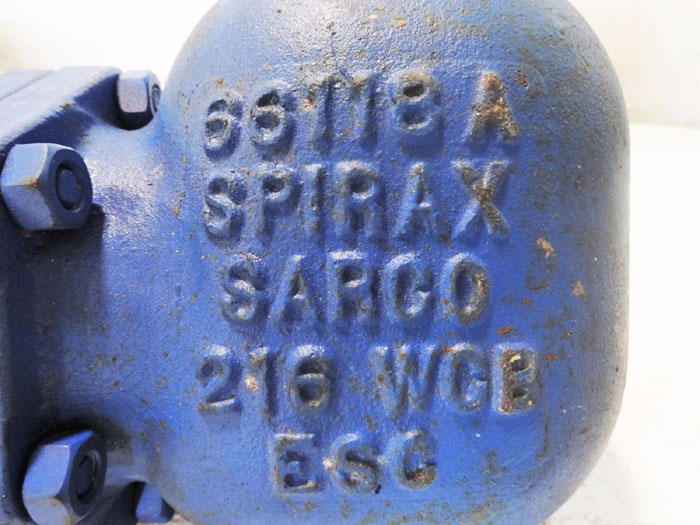 66118 A
SPIRAX
SARCO
216 WCB
ESC